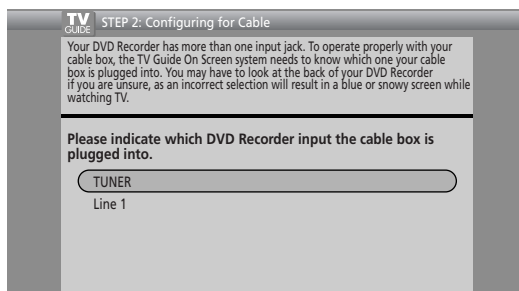 TV
GUIDE
STEP 2: Configuring for Cable
Your DVD Recorder has more than one input jack. To operate properly with your
cable box, the TV Guide On Screen system needs to know which one your cable
box is plugged into. You may have to look at the back of your DVD Recorder
if you are unsure, as an incorrect selection will result in a blue or snowy screen while
watching TV.
Please indicate which DVD Recorder input the cable box is
plugged into.
TUNER
Line 1